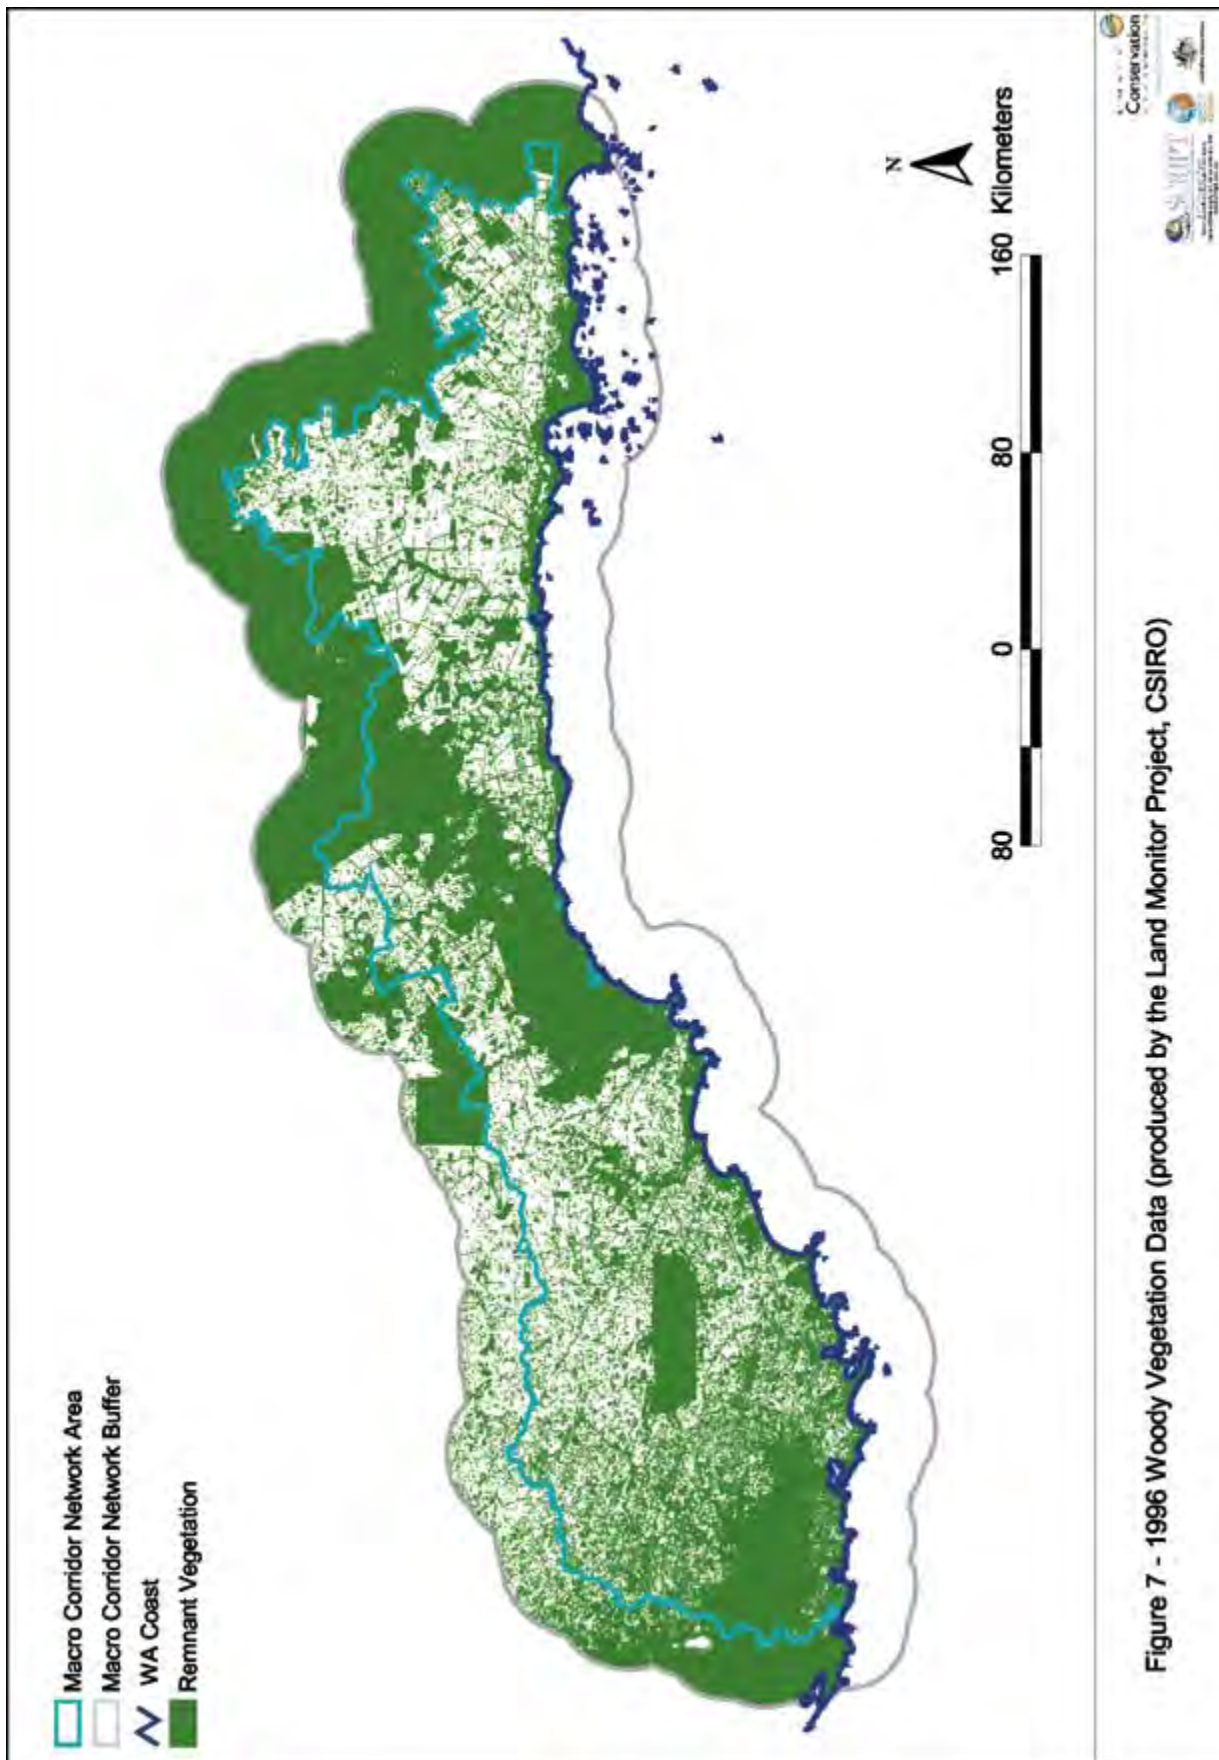 Macro Corridor Network Area
Macro Corridor Network Buffer
WA Coast
Remnant Vegetation
N
80 0 80 160 Kilometers
Figure 7 - 1996 Woody Vegetation Data (produced by the Land Monitor Project, CSIRO)
Conservation